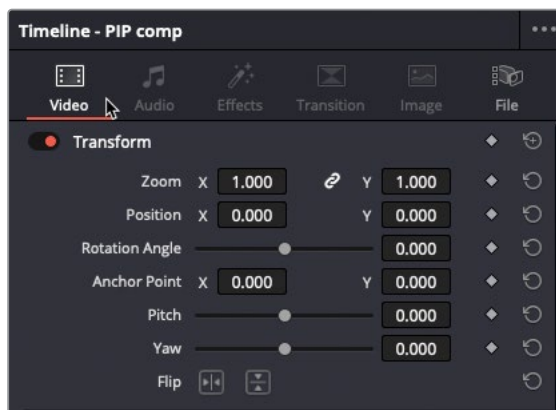 Timeline - PIP comp
Video Audio Effects Transition Image File
Transform
Zoom X 1.000 Y 1.000
Position X 0.000 Y 0.000
Rotation Angle 0.000
Anchor Point X 0.000 Y 0.000
Pitch 0.000
Yaw 0.000
Flip